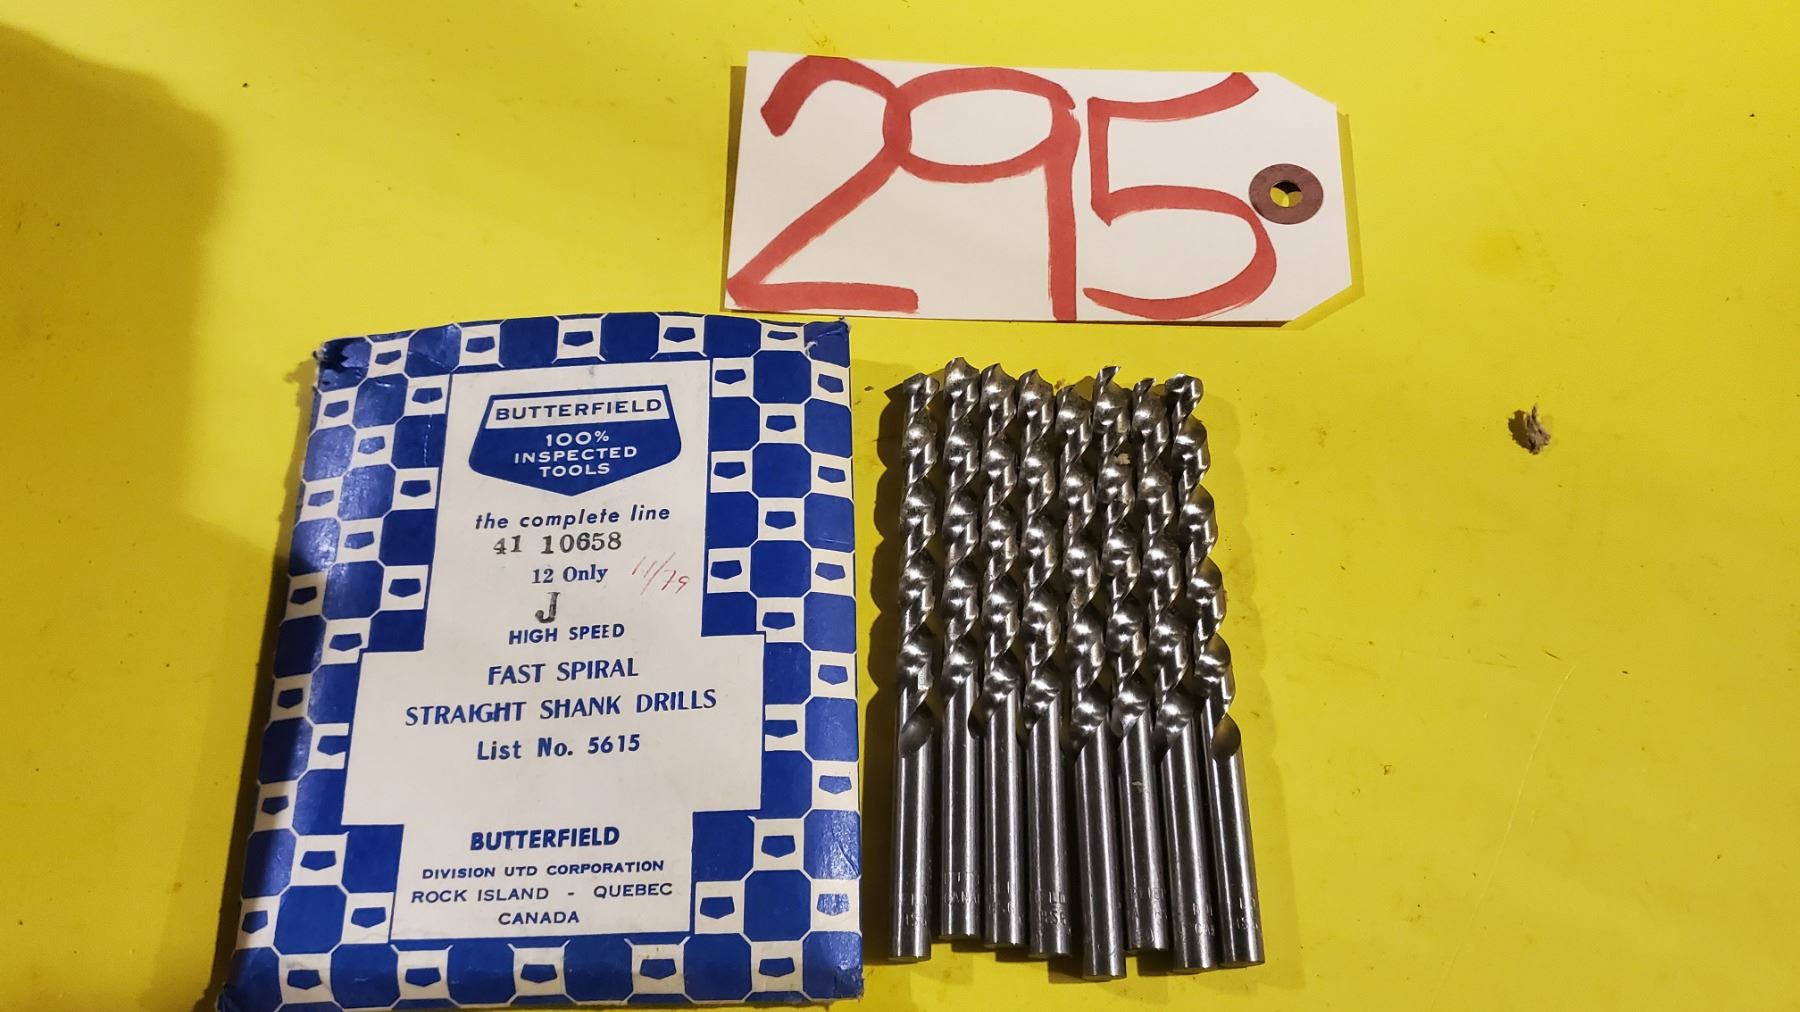 295
BUTTERFIELD
100%
INSPECTED
TOOLS
the complete line
41 10658
12 Only 11/79
J
HIGH SPEED
FAST SPIRAL
STRAIGHT SHANK DRILLS
List No. 5615
BUTTERFIELD
DIVISION UTD CORPORATION
ROCK ISLAND - QUEBEC
CANADA